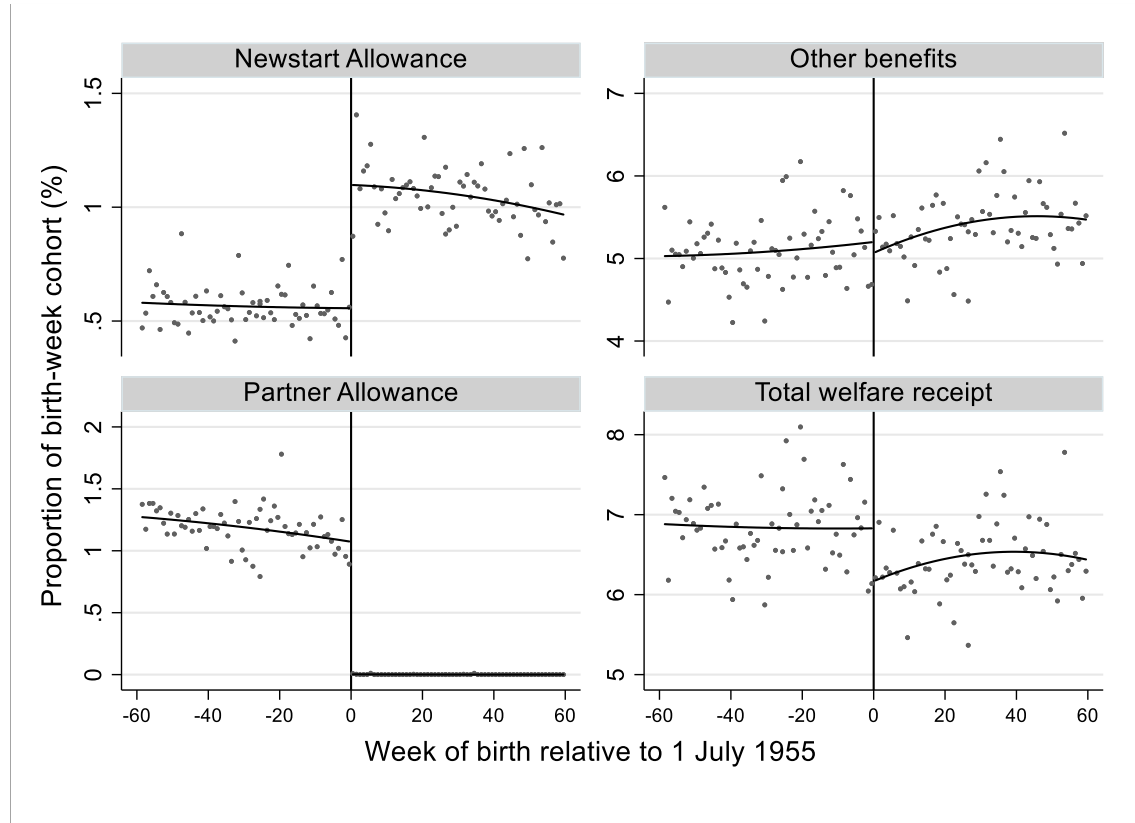 Newstart Allowance
Other benefits
1.5
1
.5
7
6
5
4
Partner Allowance
Total welfare receipt
2
1.5
1
.5
0
8
7
6
5
-60 -40 -20 0 20 40 60
-60 -40 -20 0 20 40 60
Proportion of birth-week cohort (%)
Week of birth relative to 1 July 1955